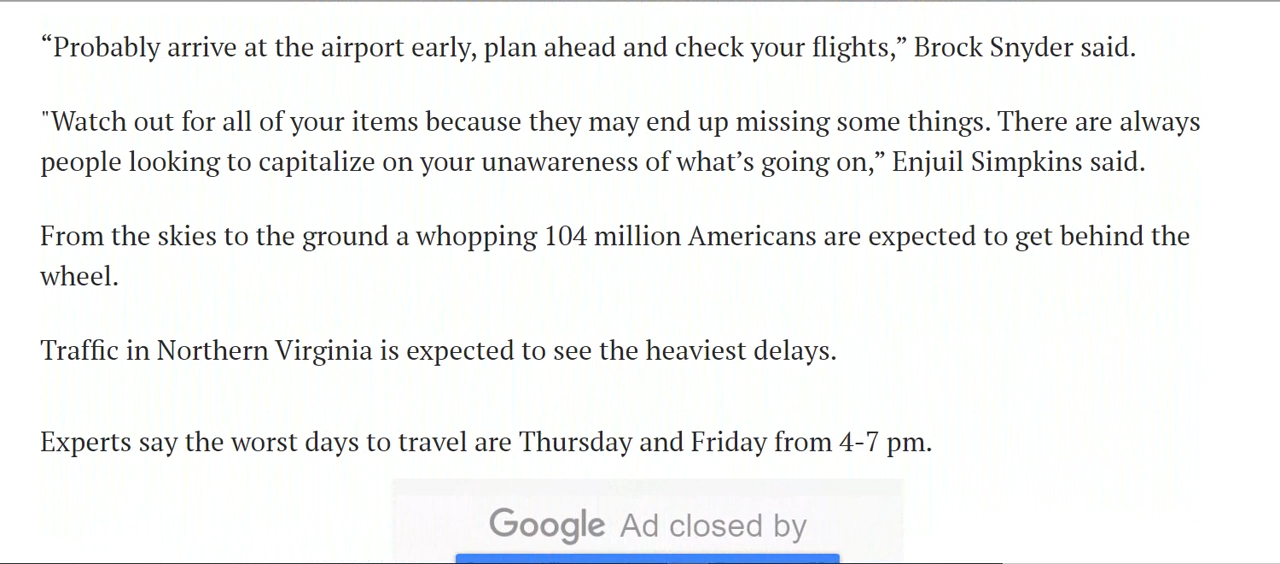 “Probably arrive at the airport early, plan ahead and check your flights,” Brock Snyder said.
"Watch out for all of your items because they may end up missing some things. There are always
people looking to capitalize on your unawareness of what’s going on,” Enjuil Simpkins said.
From the skies to the ground a whopping 104 million Americans are expected to get behind the
wheel.
Traffic in Northern Virginia is expected to see the heaviest delays.
Experts say the worst days to travel are Thursday and Friday from 4-7 pm.
Google Ad closed by